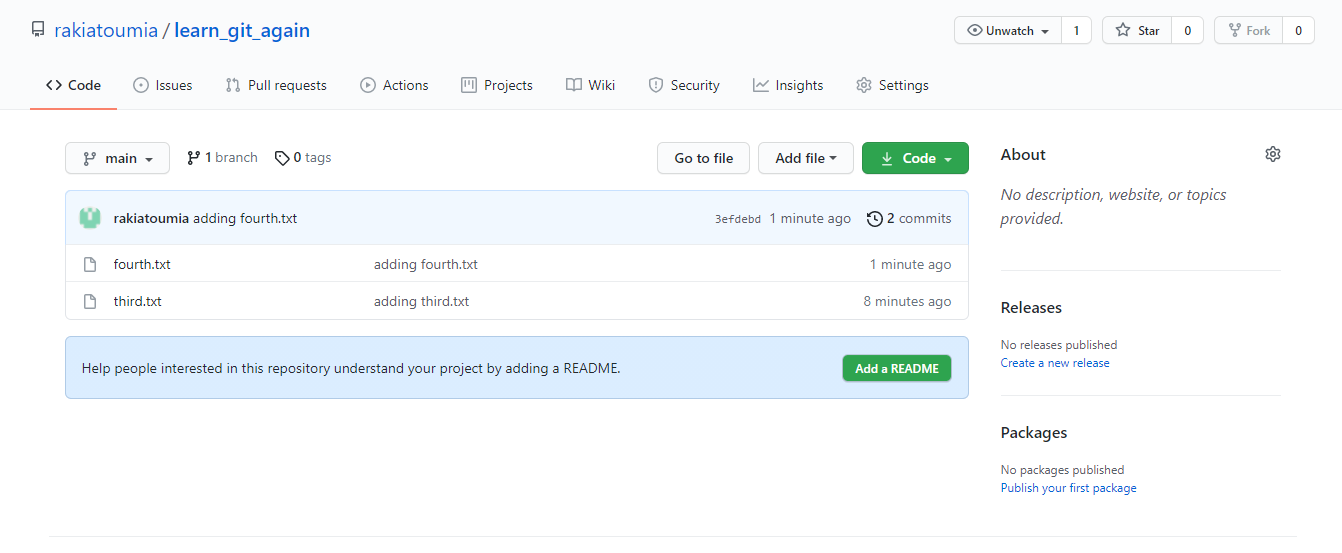 rakiatoumia / learn_git_again
Unwatch 1 Star 0 Fork 0
Code Issues Pull requests Actions Projects Wiki Security Insights Settings
main 1 branch 0 tags Go to file Add file Code
rakiatoumia adding fourth.txt 3efdebd 1 minute ago 2 commits
fourth.txt adding fourth.txt 1 minute ago
third.txt adding third.txt 8 minutes ago
Help people interested in this repository understand your project by adding a README. Add a README
About
No description, website, or topics
provided.
Releases
No releases published
Create a new release
Packages
No packages published
Publish your first package